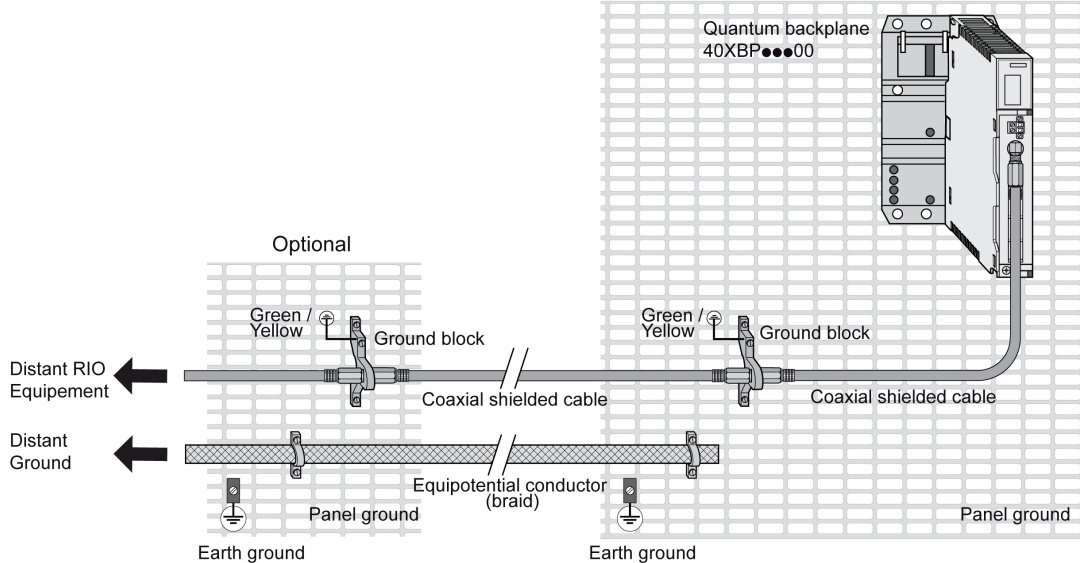 Quantum backplane
40XBP●●●00
Optional
Green /
Yellow
Ground block
Green /
Yellow
Ground block
Distant RIO
Equipement
Coaxial shielded cable
Coaxial shielded cable
Distant
Ground
Equipotential conductor
(braid)
Panel ground
Panel ground
Earth ground
Earth ground